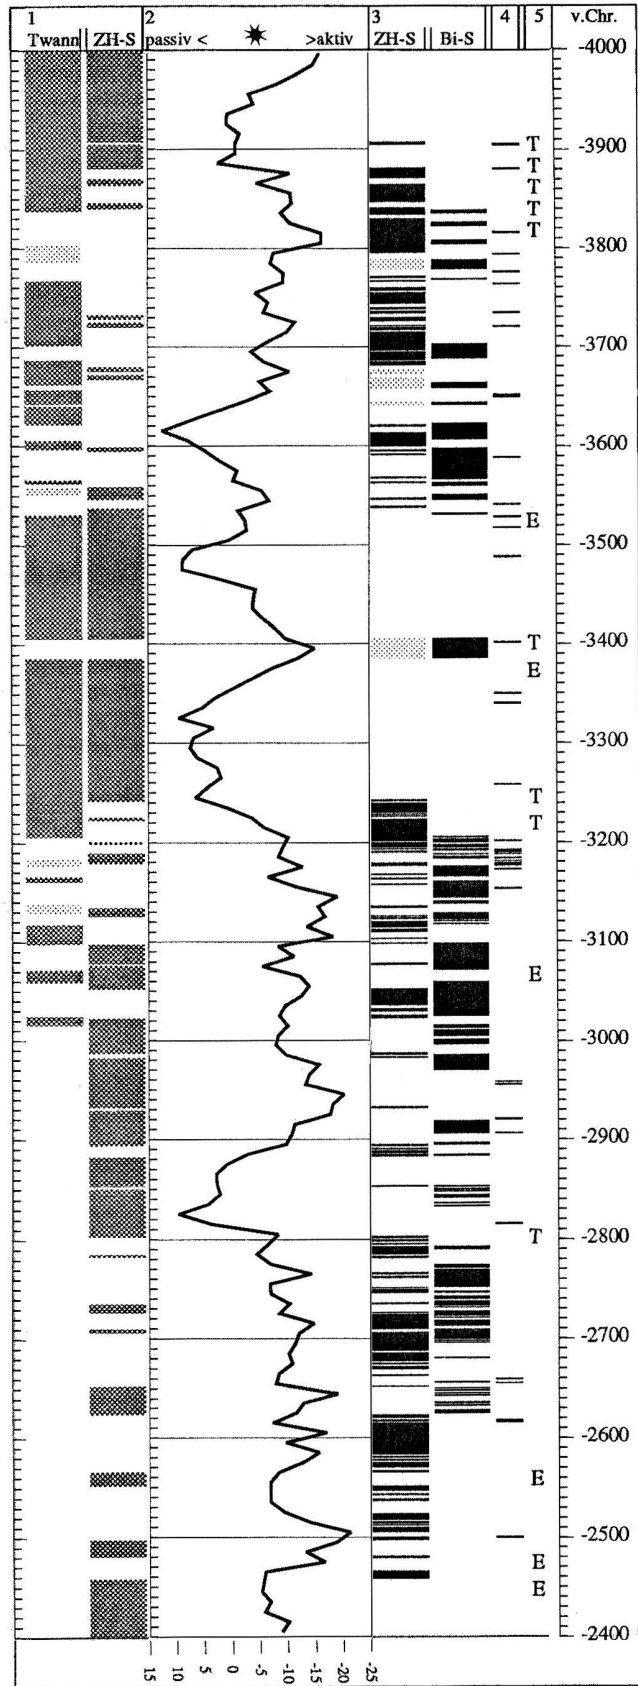 1 2 3 4 5 v.Chr.
Twann ZH-S passiv < >aktiv ZH-S Bi-S
-4000
-3900
T
T
T
T
T
-3800
-3700
-3600
E
-3500
-3400
T
E
-3300
T
T
-3200
-3100
E
-3000
-2900
-2800
T
-2700
-2600
E
-2500
E
E
-2400
15 10 5 0 -5 -10 -15 -20 -25